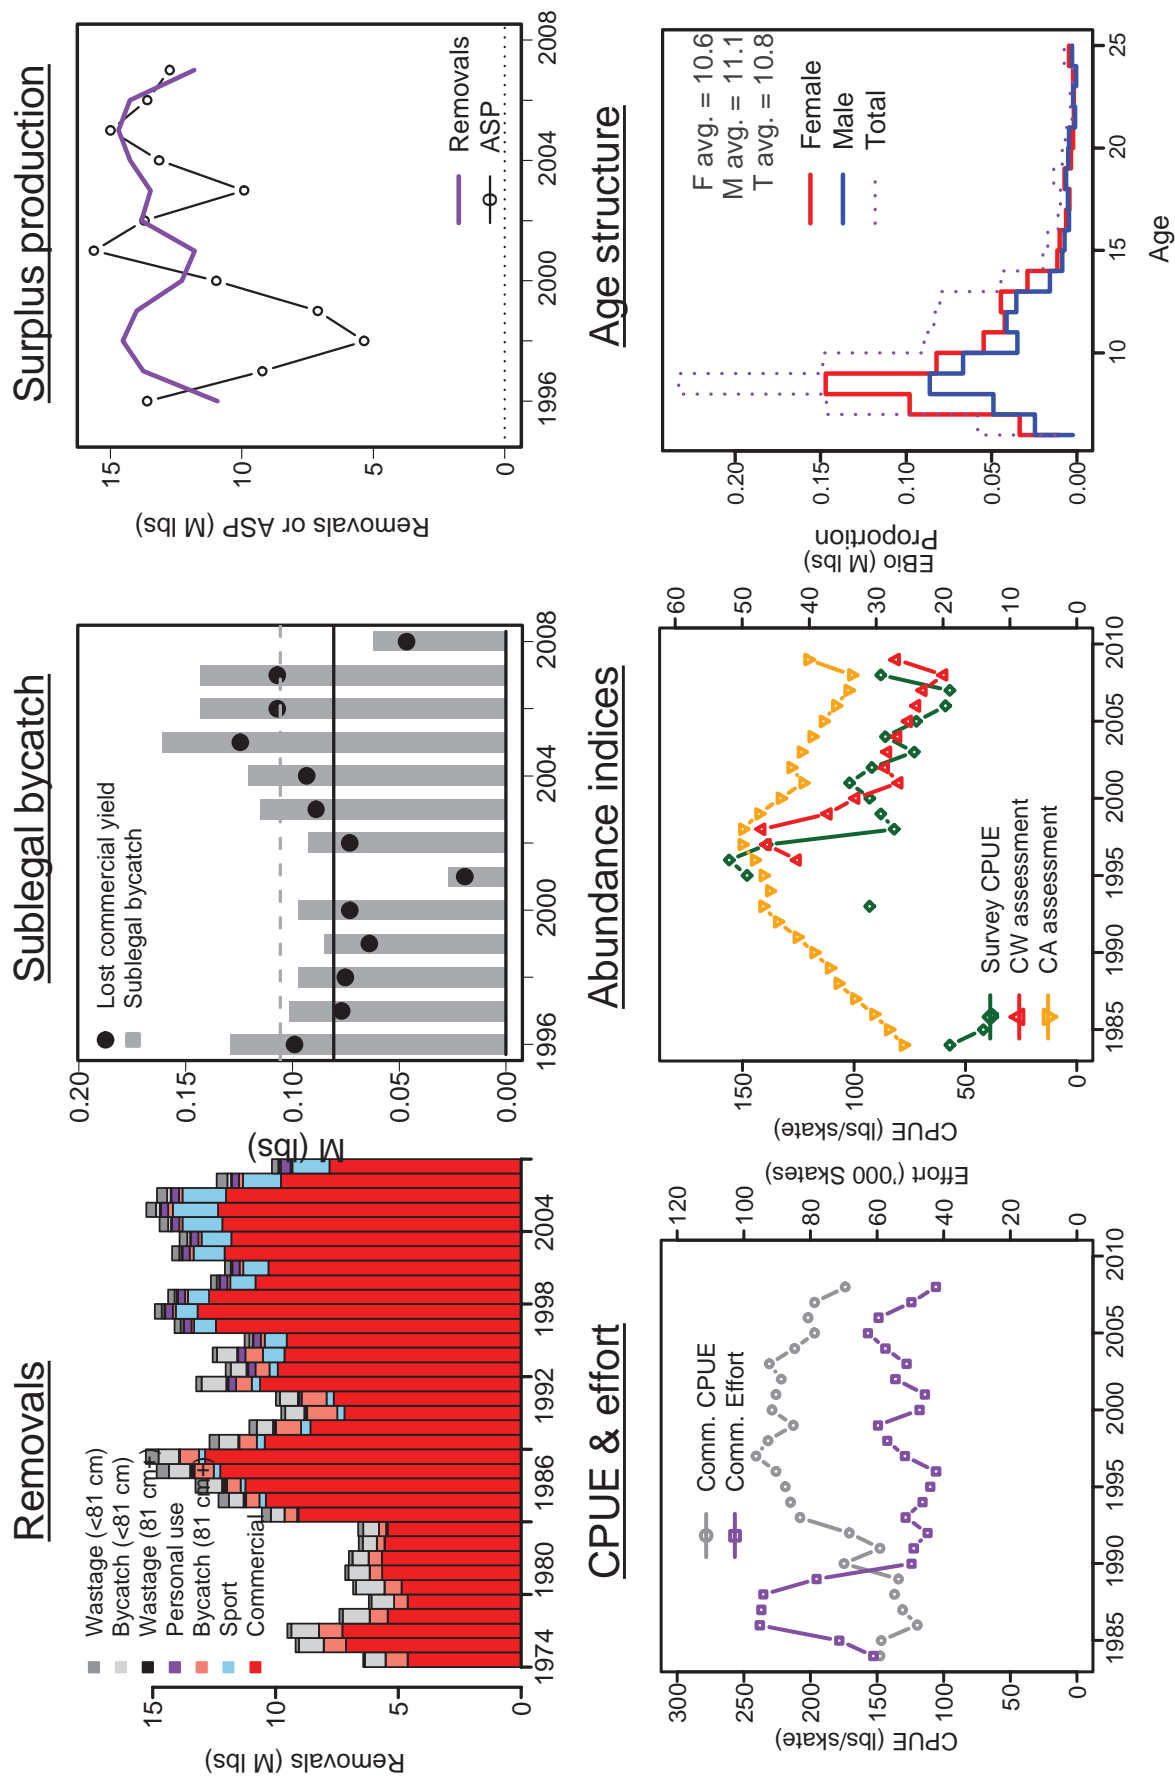 Removals
Wastage (<81 cm)
Bycatch (<81 cm)
Wastage (81 cm+)
Personal use
Bycatch (81 cm+)
Sport
Commercial
Removals (M lbs)
15
10
5
0
1974
1980
1986
1992
1998
2004
Sublegal bycatch
Lost commercial yield
Sublegal bycatch
M (lbs)
0.20
0.15
0.10
0.05
0.00
1996
2000
2004
2008
Surplus production
Removals
ASP
Removals or ASP (M lbs)
15
10
5
0
1996
2000
2004
2008
CPUE & effort
Comm. CPUE
Comm. Effort
CPUE (lbs/skate)
300
250
200
150
100
50
0
1985
1990
1995
2000
2005
2010
Effort ('000 Skates)
110
100
80
60
40
20
0
Abundance indices
Survey CPUE
CW assessment
CA assessment
CPUE (lbs/skate)
150
100
50
0
1985
1990
1995
2000
2005
2010
EBio (M lbs)
60
50
40
30
20
10
0
Age structure
F avg. = 10.6
M avg. = 11.1
T avg. = 10.8
Female
Male
Total
Proportion
0.20
0.15
0.10
0.05
0.00
10
15
20
25
Age